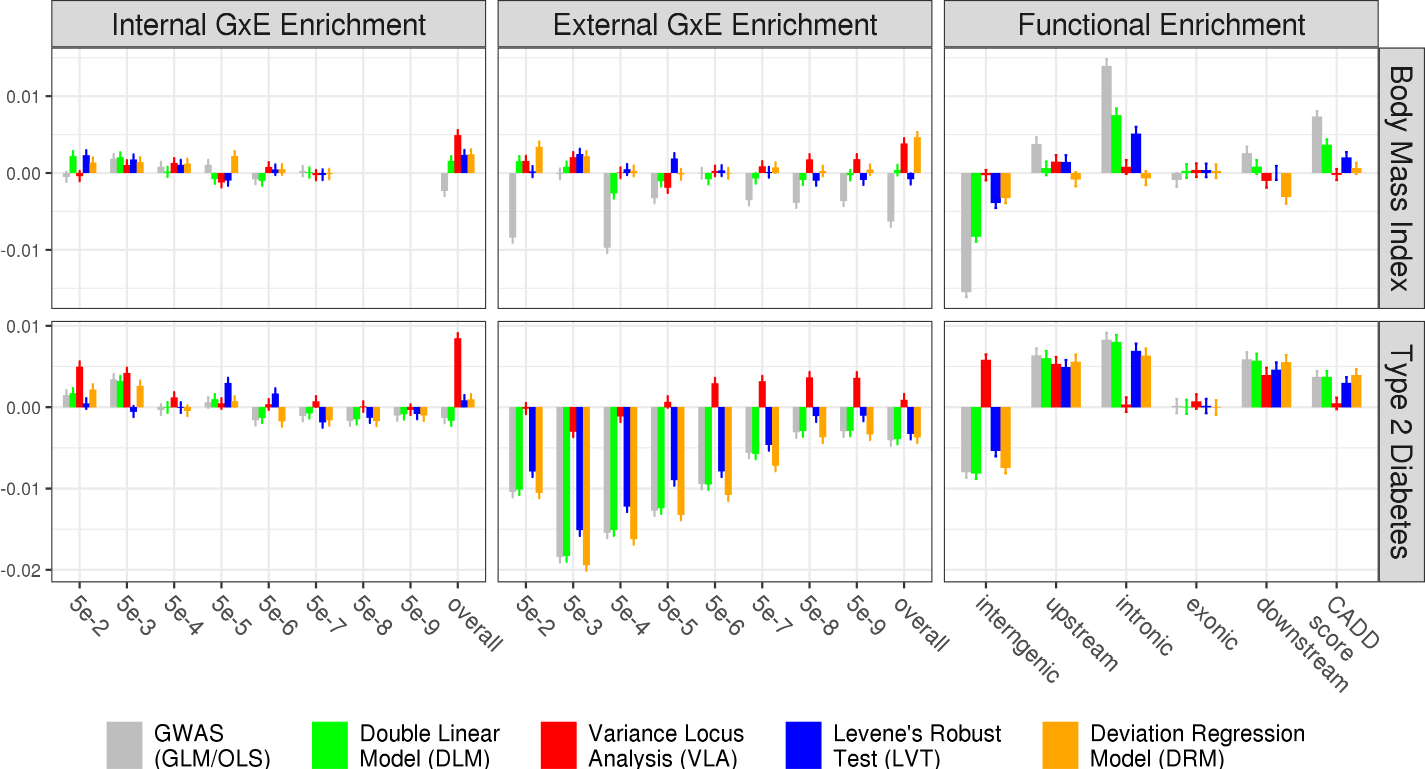 Internal GxE Enrichment
External GxE Enrichment
Functional Enrichment
Body Mass Index
0.01
0.00
-0.01
Type 2 Diabetes
0.01
0.00
-0.01
-0.02
5e-2
5e-3
5e-4
5e-5
5e-6
5e-7
5e-8
5e-9
overall
5e-2
5e-3
5e-4
5e-5
5e-6
5e-7
5e-8
5e-9
overall
interngenic
upstream
intronic
exonic
downstream
CADD
score
GWAS
(GLM/OLS)
Double Linear
Model (DLM)
Variance Locus
Analysis (VLA)
Levene's Robust
Test (LVT)
Deviation Regression
Model (DRM)